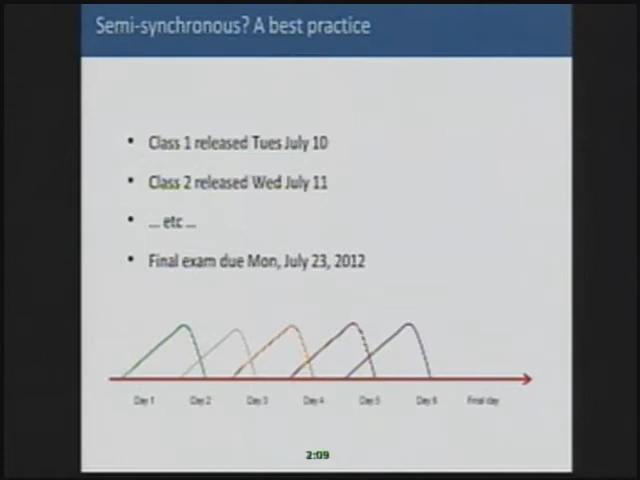 Semi-synchronous? A best practice
• Class 1 released Tues July 10
• Class 2 released Wed July 11
• ... etc ...
• Final exam due Mon, July 23, 2012
Day 1 Day 2 Day 3 Day 4 Day 5 Day 6 Final day
2:09